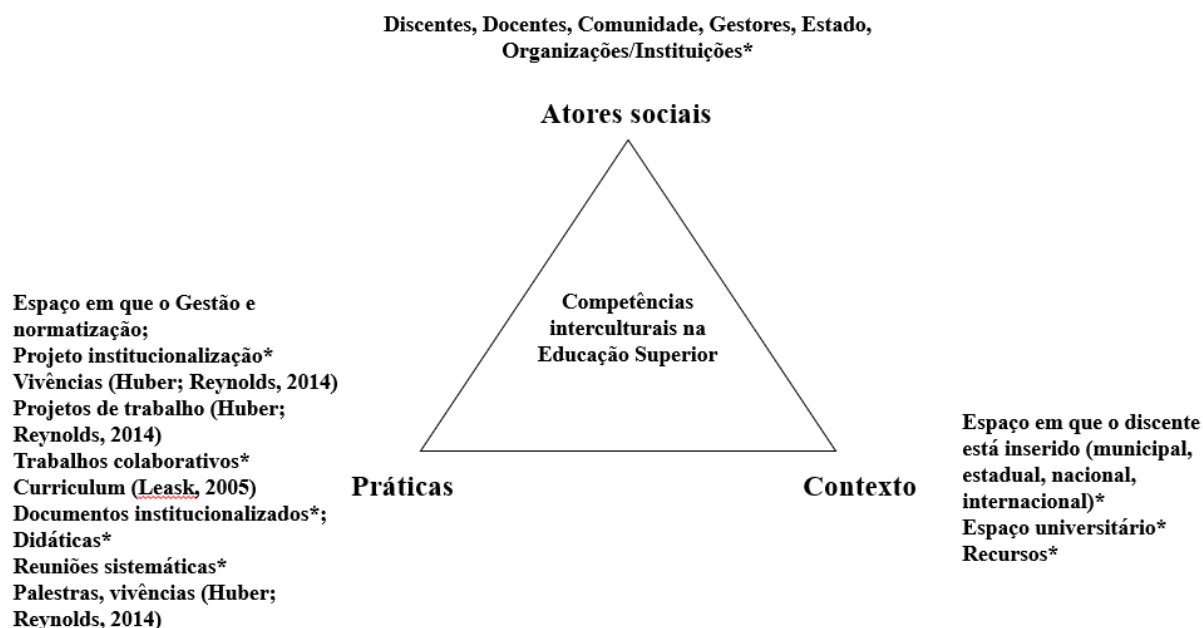 Discentes, Docentes, Comunidade, Gestores, Estado,
Organizações/Instituições*
Atores sociais
Competências
interculturais na
Educação Superior
Espaço em que o Gestão e
normatização;
Projeto institucionalização*
Vivências (Huber; Reynolds, 2014)
Projetos de trabalho (Huber;
Reynolds, 2014)
Trabalhos colaborativos*
Curriculum (Leask, 2005)
Documentos institucionalizados*;
Didáticas*
Reuniões sistemáticas*
Palestras, vivências (Huber;
Reynolds, 2014)
Práticas
Contexto
Espaço em que o discente
está inserido (municipal,
estadual, nacional,
internacional)*
Espaço universitário*
Recursos*